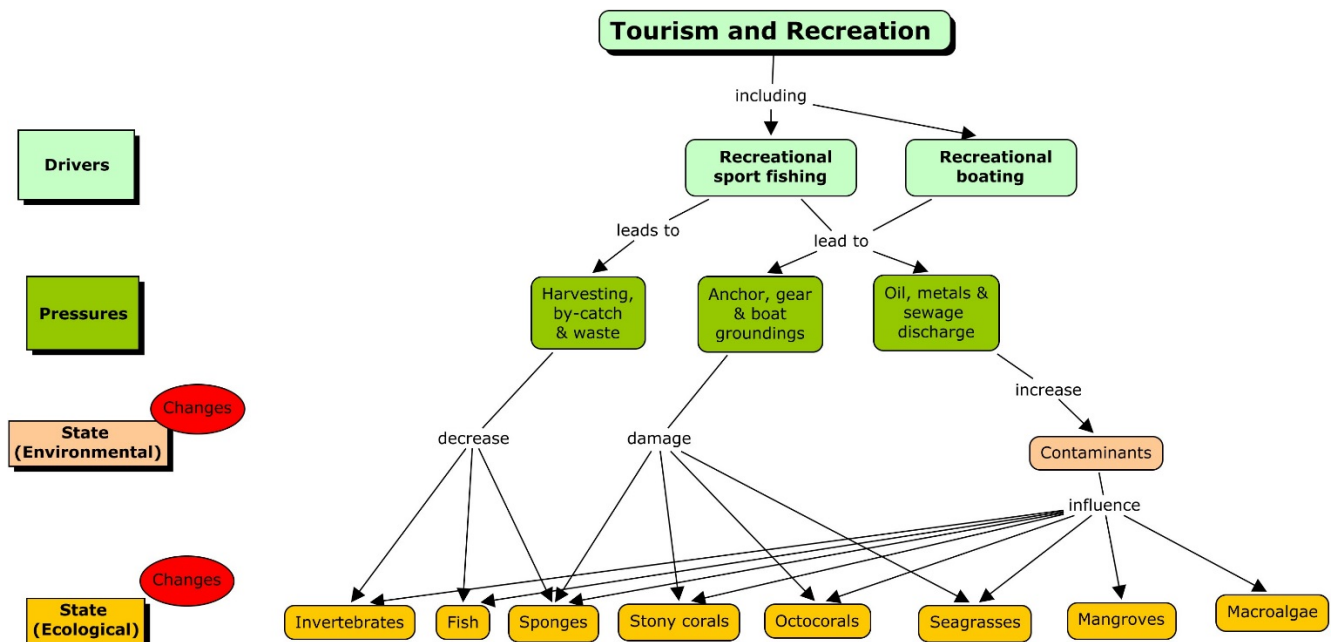 Tourism and Recreation
including
Drivers
Recreational
sport fishing
Recreational
boating
leads to
lead to
Pressures
Harvesting,
by-catch
& waste
Anchor, gear
& boat
groundings
Oil, metals &
sewage
discharge
increase
Changes
State
(Environmental)
decrease
damage
Contaminants
influence
Changes
State
(Ecological)
Invertebrates
Fish
Sponges
Stony corals
Octocorals
Seagrasses
Mangroves
Macroalgae